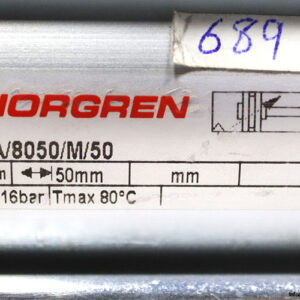 689
NORGREN
A/8050/M/50
m 50mm mm
16bar Tmax 80°C